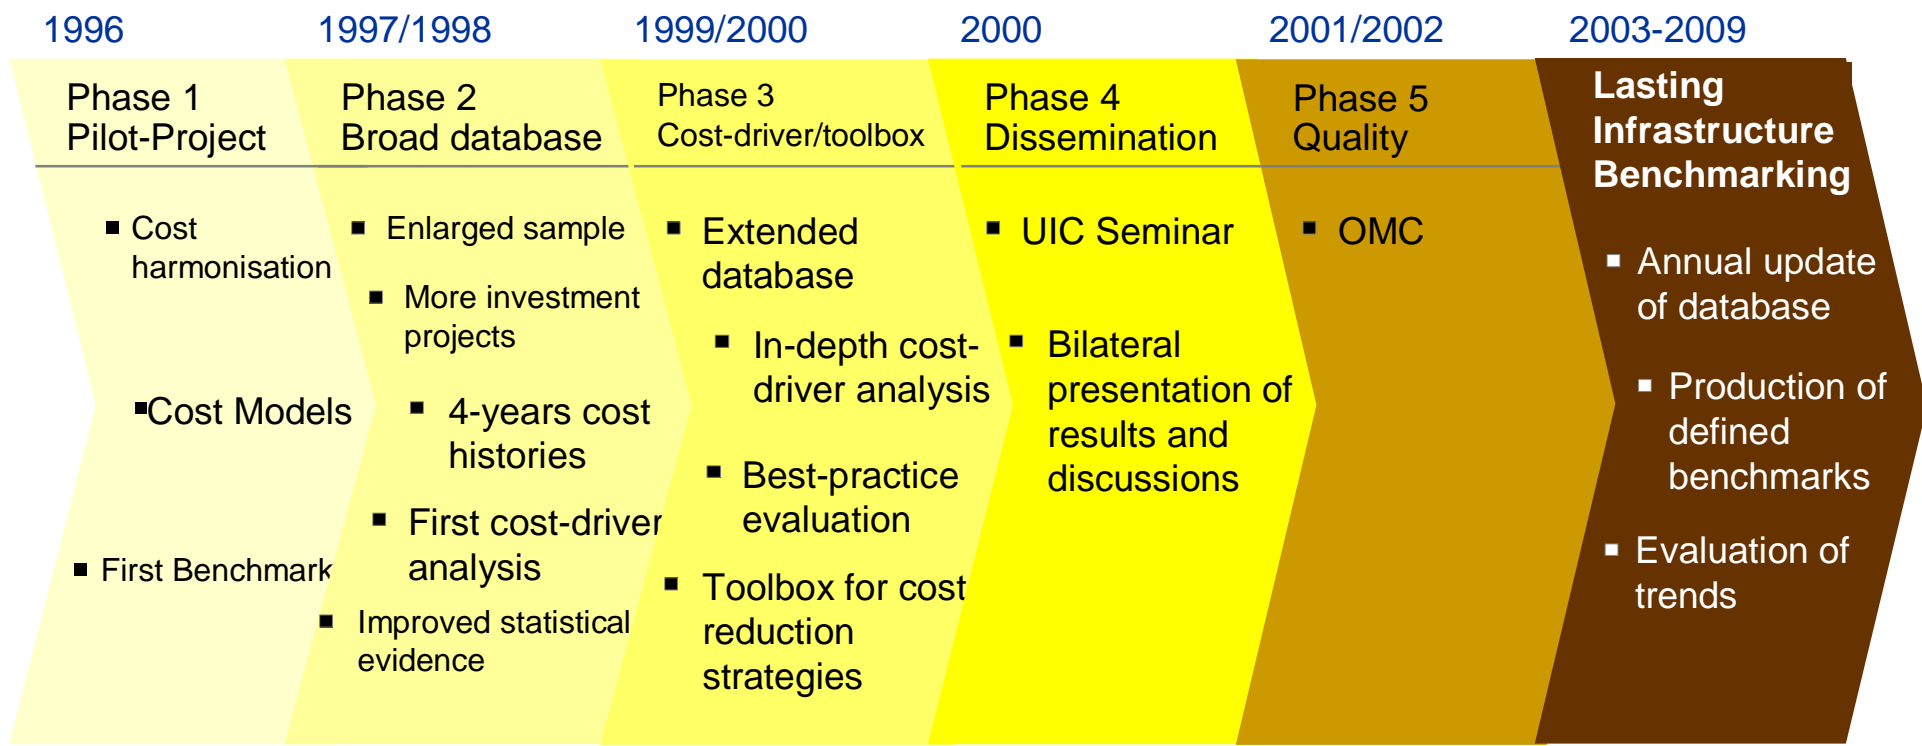 1996
1997/1998
1999/2000
2000
2001/2002
2003-2009
Phase 1
Pilot-Project
▪ Cost
harmonisation
▪Cost Models
▪ First Benchmark
Phase 2
Broad database
▪ Enlarged sample
▪ More investment
projects
▪ 4-years cost
histories
▪ First cost-driver
analysis
▪ Improved statistical
evidence
Phase 3
Cost-driver/toolbox
▪ Extended
database
▪ In-depth cost-
driver analysis
▪ Best-practice
evaluation
▪ Toolbox for cost
reduction
strategies
Phase 4
Dissemination
▪ UIC Seminar
▪ Bilateral
presentation of
results and
discussions
Phase 5
Quality
▪ OMC
Lasting
Infrastructure
Benchmarking
▪ Annual update
of database
▪ Production of
defined
benchmarks
▪ Evaluation of
trends